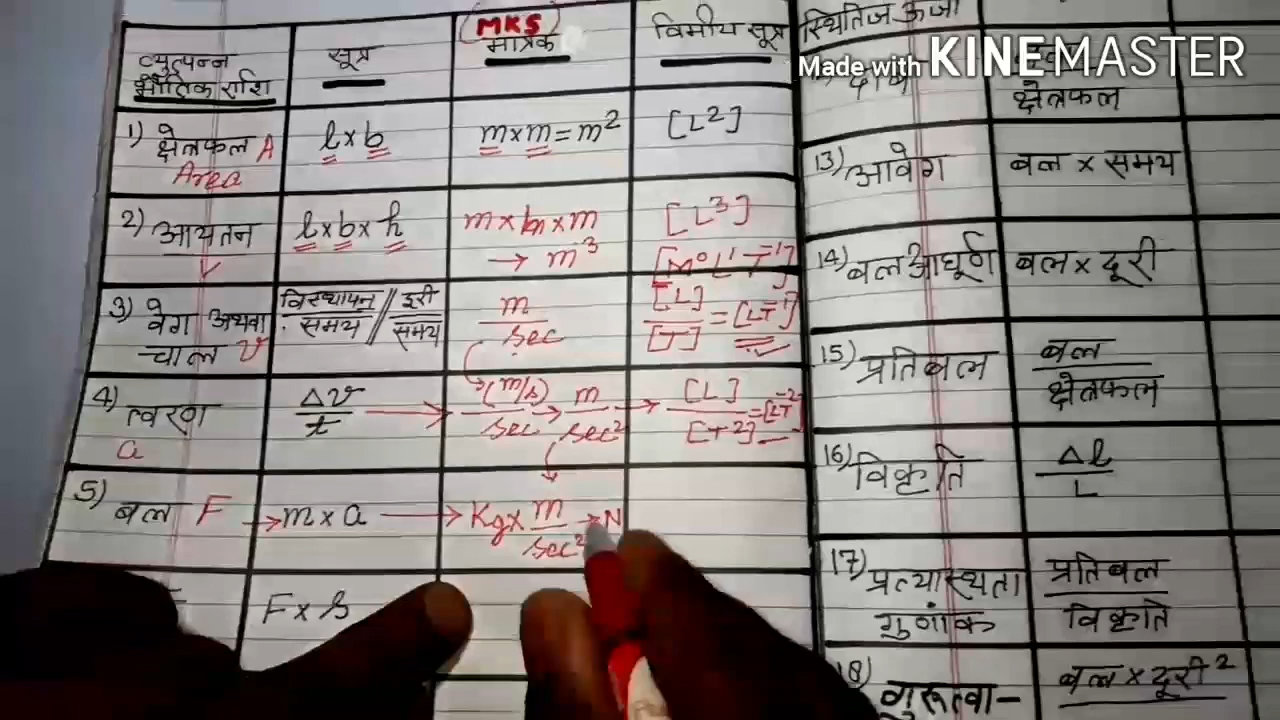 व्युत्पन्न
भौतिक राशि
सूत्र
MKS
मात्रक
विमीय सूत्र
1) क्षेत्रफल A
Area
l×b
m×m=m²
[L²]
2) आयतन
V
l×b×h
m×m×m
→ m³
[L³]
[M⁰L¹T⁻¹]
3) वेग अथवा
चाल v
विस्थापन/समय // दूरी/समय
m/sec
[L]/[T] = [LT⁻¹]
4) त्वरण
a
Δv/t →
(m/s)/sec → m/sec² →
[L]/[T²] = [LT⁻²]
5) बल F
→ m×a →
Kg× m/sec² → N
F×s
स्थितिज ऊर्जा
Made with KINEMASTER
क्षेत्रफल
13) आवेग
बल × समय
14) बल आघूर्ण
बल × दूरी
15) प्रतिबल
बल/क्षेत्रफल
16) विकृति
Δl/L
17) प्रत्यास्थता
गुणांक
प्रतिबल/विकृति
18) गुरूत्वा-
बल × दूरी²